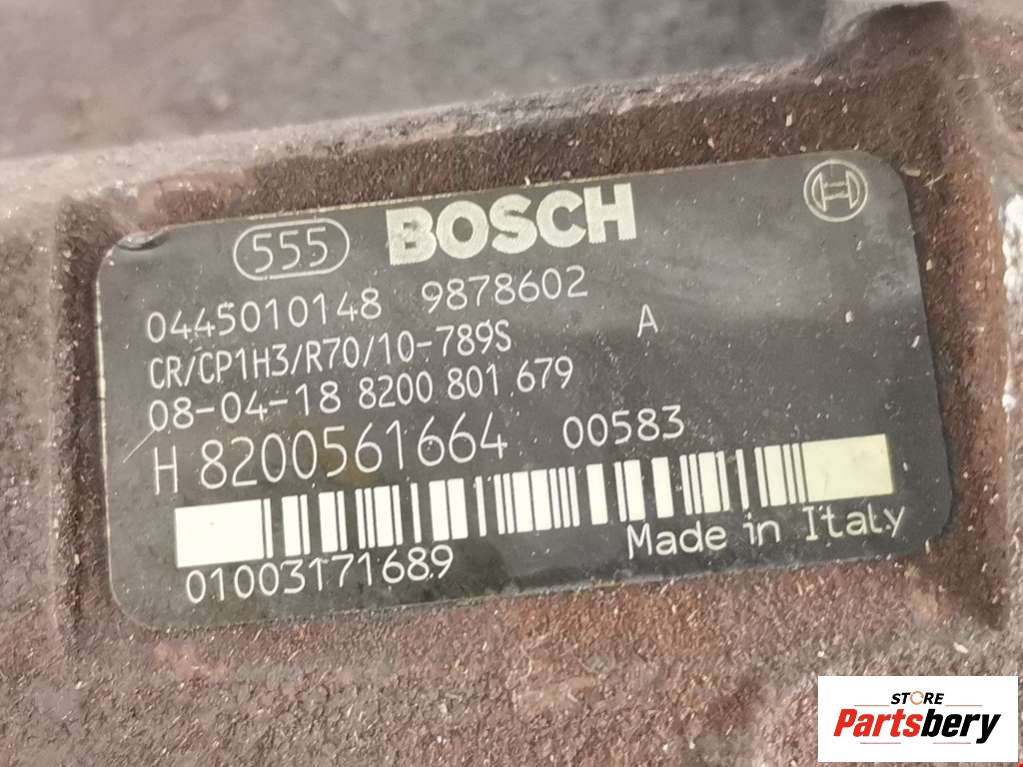 555 BOSCH
0445010148 9878602
CR/CP1H3/R70/10-789S A
08-04-18 8200 801 679
H 8200561664 00583
01003171689 Made in Italy
STORE
Partsbery